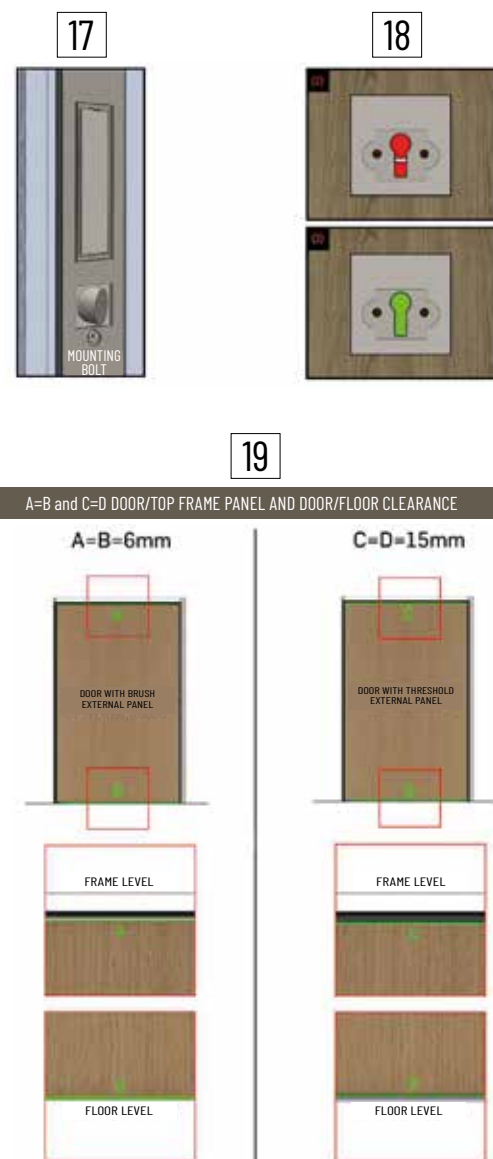 17
18
MOUNTING
BOLT
19
A=B and C=D DOOR/TOP FRAME PANEL AND DOOR/FLOOR CLEARANCE
A=B=6mm
C=D=15mm
DOOR WITH BRUSH
EXTERNAL PANEL
DOOR WITH THRESHOLD
EXTERNAL PANEL
FRAME LEVEL
FRAME LEVEL
FLOOR LEVEL
FLOOR LEVEL